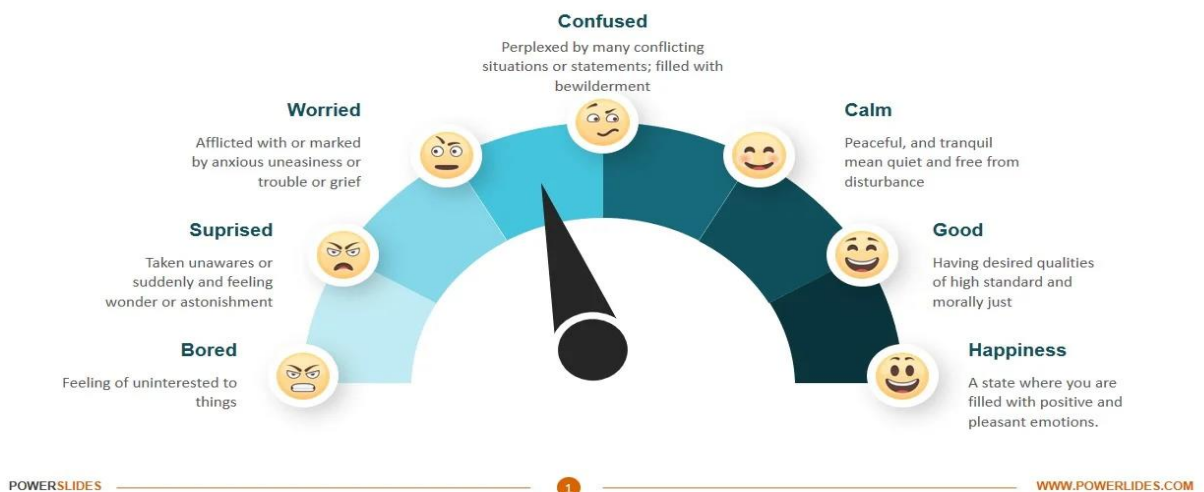 Confused
Perplexed by many conflicting
situations or statements; filled with
bewilderment
Worried
Afflicted with or marked
by anxious uneasiness or
trouble or grief
Calm
Peaceful, and tranquil
mean quiet and free from
disturbance
Suprised
Taken unawares or
suddenly and feeling
wonder or astonishment
Good
Having desired qualities
of high standard and
morally just
Bored
Feeling of uninterested to
things
Happiness
A state where you are
filled with positive and
pleasant emotions.
POWERSLIDES
1
WWW.POWERLIDES.COM